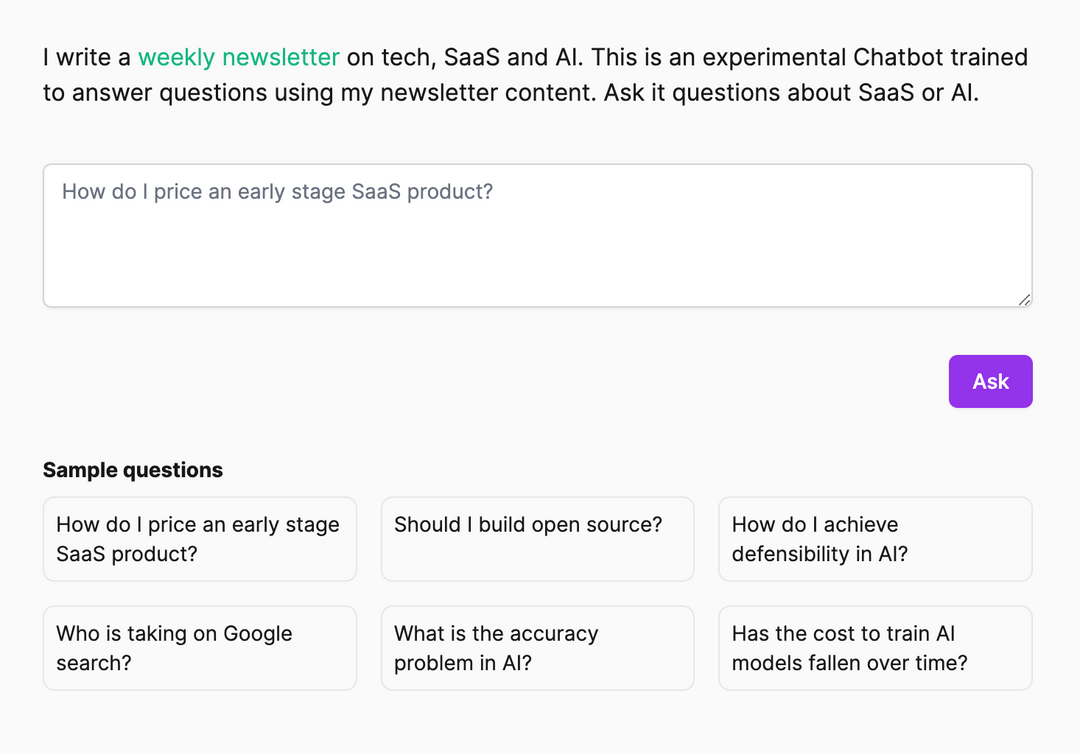 I write a weekly newsletter on tech, SaaS and AI. This is an experimental Chatbot trained
to answer questions using my newsletter content. Ask it questions about SaaS or AI.
How do I price an early stage SaaS product?
Ask
Sample questions
How do I price an early stage
SaaS product?
Should I build open source?
How do I achieve
defensibility in AI?
Who is taking on Google
search?
What is the accuracy
problem in AI?
Has the cost to train AI
models fallen over time?